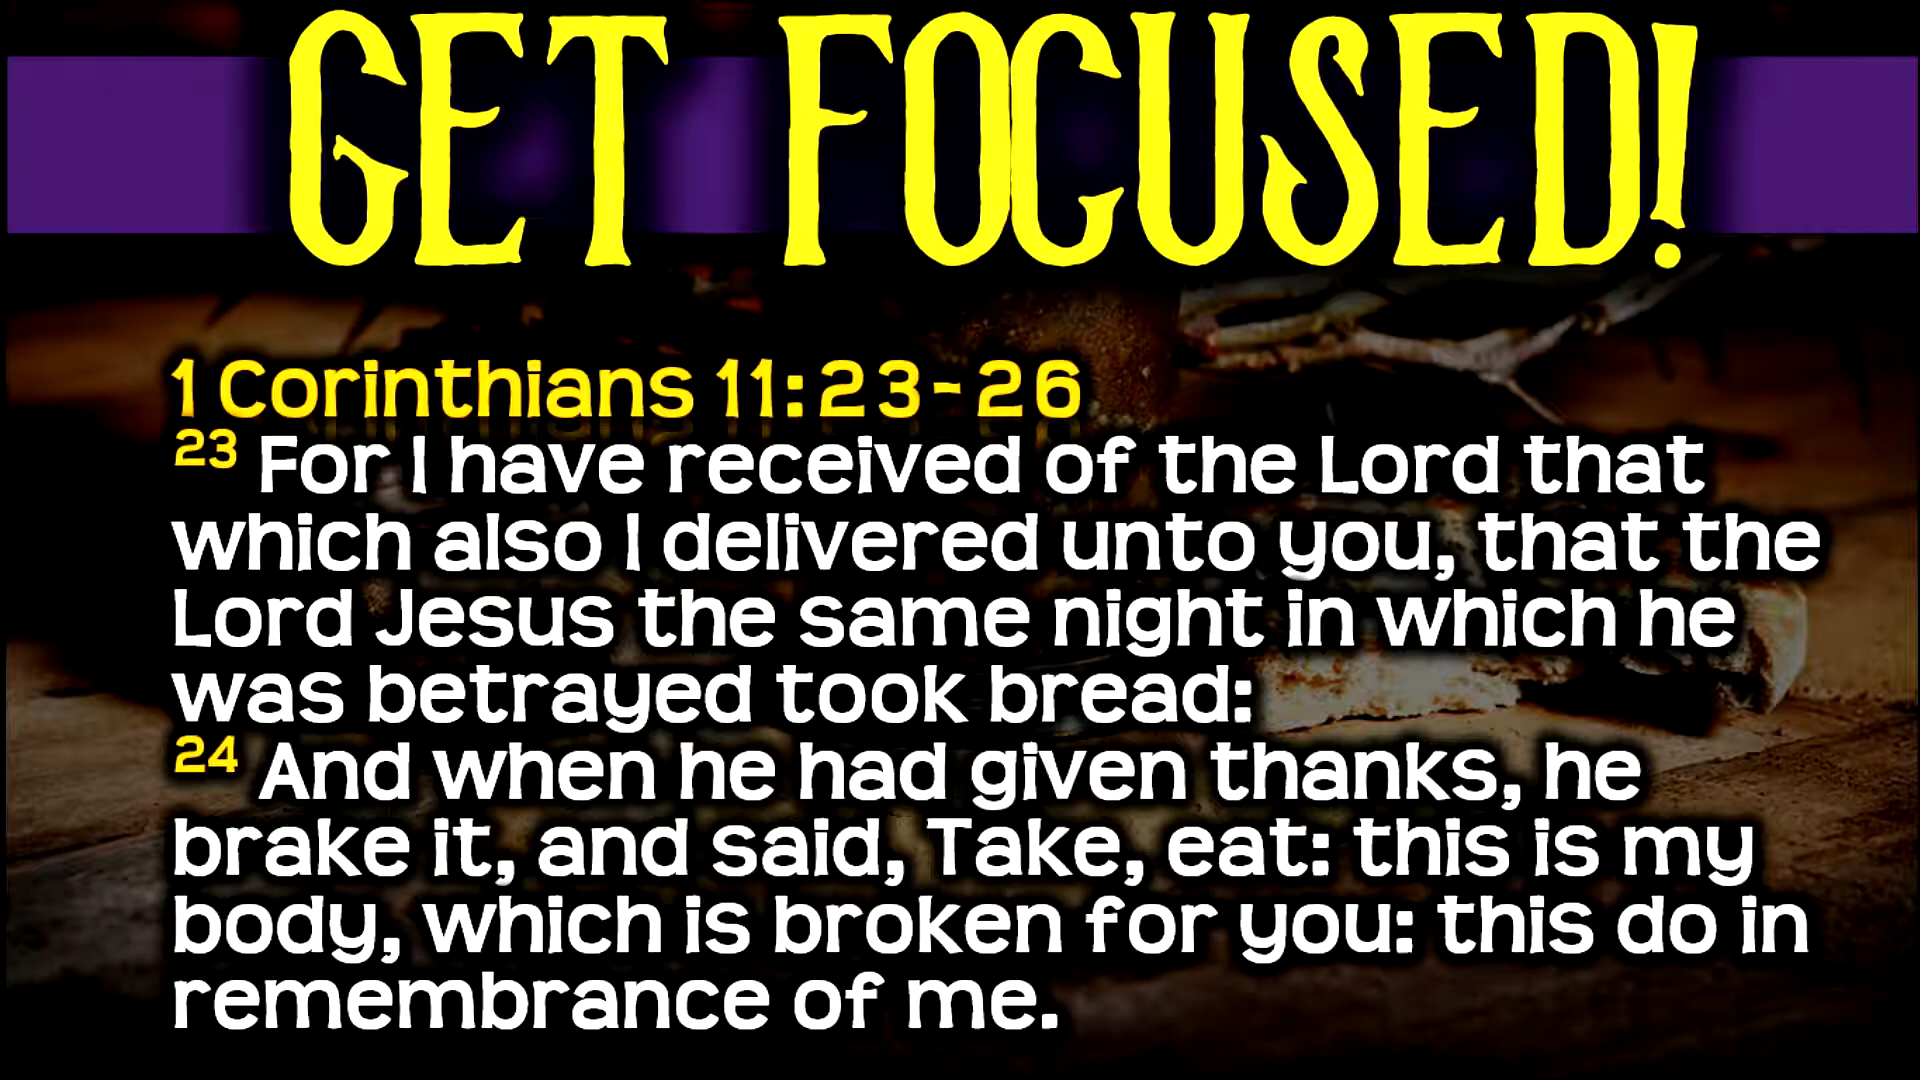 GET FOCUSED!
1 Corinthians 11:23-26
23 For I have received of the Lord that
which also I delivered unto you, that the
Lord Jesus the same night in which he
was betrayed took bread:
24 And when he had given thanks, he
brake it, and said, Take, eat: this is my
body, which is broken for you: this do in
remembrance of me.